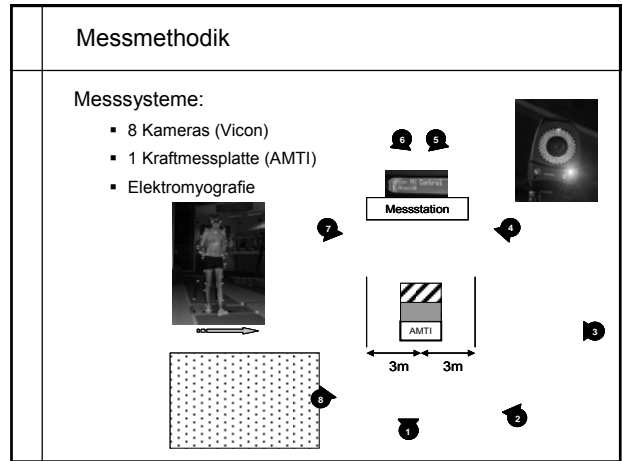 Messmethodik
Messsysteme:
▪ 8 Kameras (Vicon)
▪ 1 Kraftmessplatte (AMTI)
▪ Elektromyografie
6 5
Control
Messstation
7 4
AMTI
3
3m 3m
8
2
1